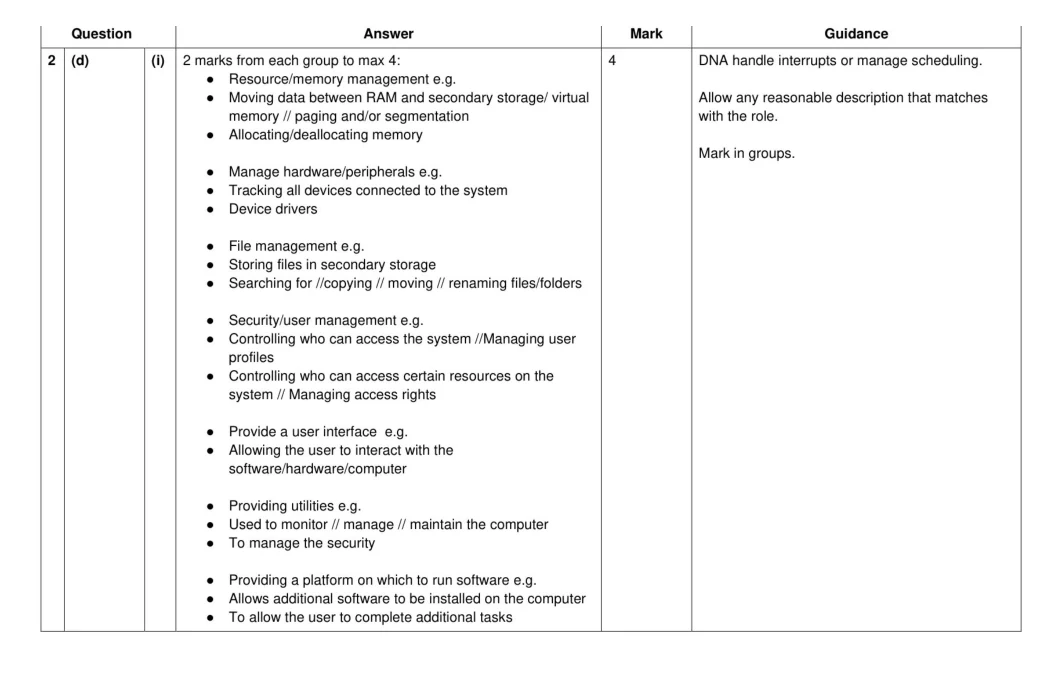 Question Answer Mark Guidance
2 (d) (i) 2 marks from each group to max 4: 4 DNA handle interrupts or manage scheduling.
● Resource/memory management e.g.
● Moving data between RAM and secondary storage/ virtual Allow any reasonable description that matches
memory // paging and/or segmentation with the role.
● Allocating/deallocating memory
Mark in groups.
● Manage hardware/peripherals e.g.
● Tracking all devices connected to the system
● Device drivers
● File management e.g.
● Storing files in secondary storage
● Searching for //copying // moving // renaming files/folders
● Security/user management e.g.
● Controlling who can access the system //Managing user
profiles
● Controlling who can access certain resources on the
system // Managing access rights
● Provide a user interface  e.g.
● Allowing the user to interact with the
software/hardware/computer
● Providing utilities e.g.
● Used to monitor // manage // maintain the computer
● To manage the security
● Providing a platform on which to run software e.g.
● Allows additional software to be installed on the computer
● To allow the user to complete additional tasks